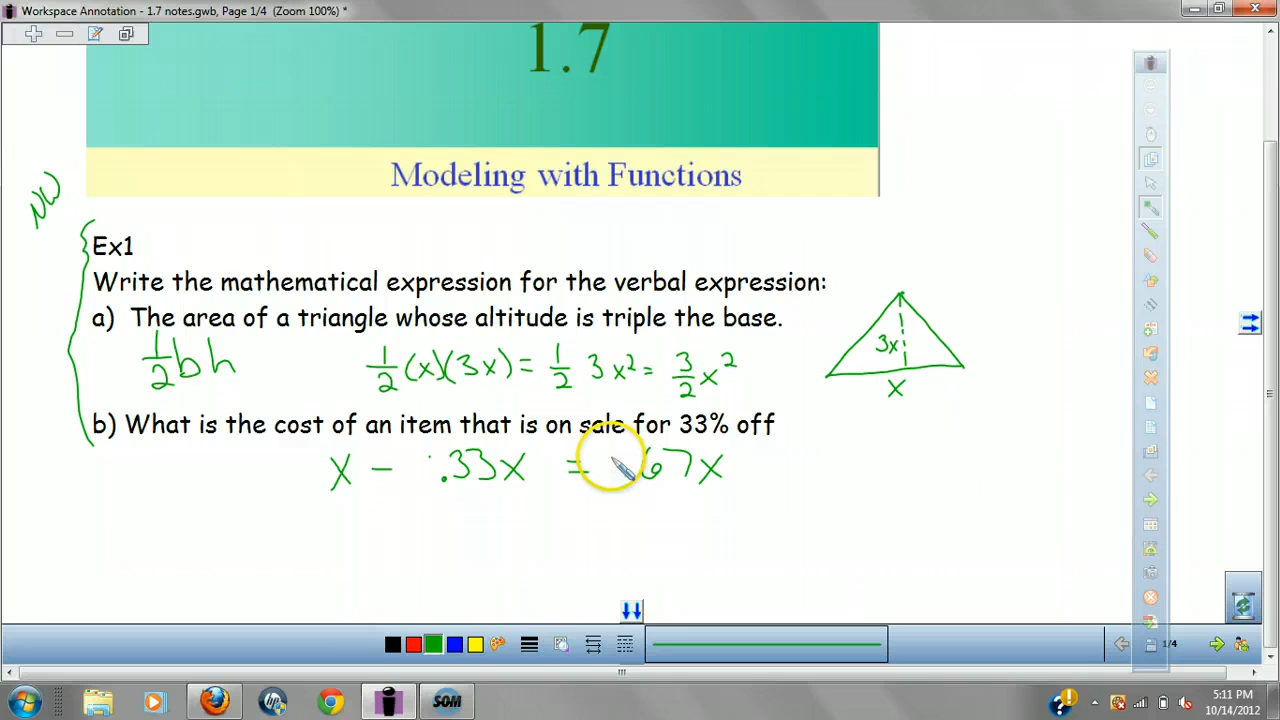 Workspace Annotation - 1.7 notes.gwb, Page 1/4 (Zoom 100%) *
1.7
Modeling with Functions
NW
Ex1
Write the mathematical expression for the verbal expression:
a) The area of a triangle whose altitude is triple the base.
1/2 bh 1/2 (x)(3x) = 1/2 3x² = 3/2 x²
3x
x
b) What is the cost of an item that is on sale for 33% off
x - .33x = 67x
1/4
SOM
5:11 PM
10/14/2012